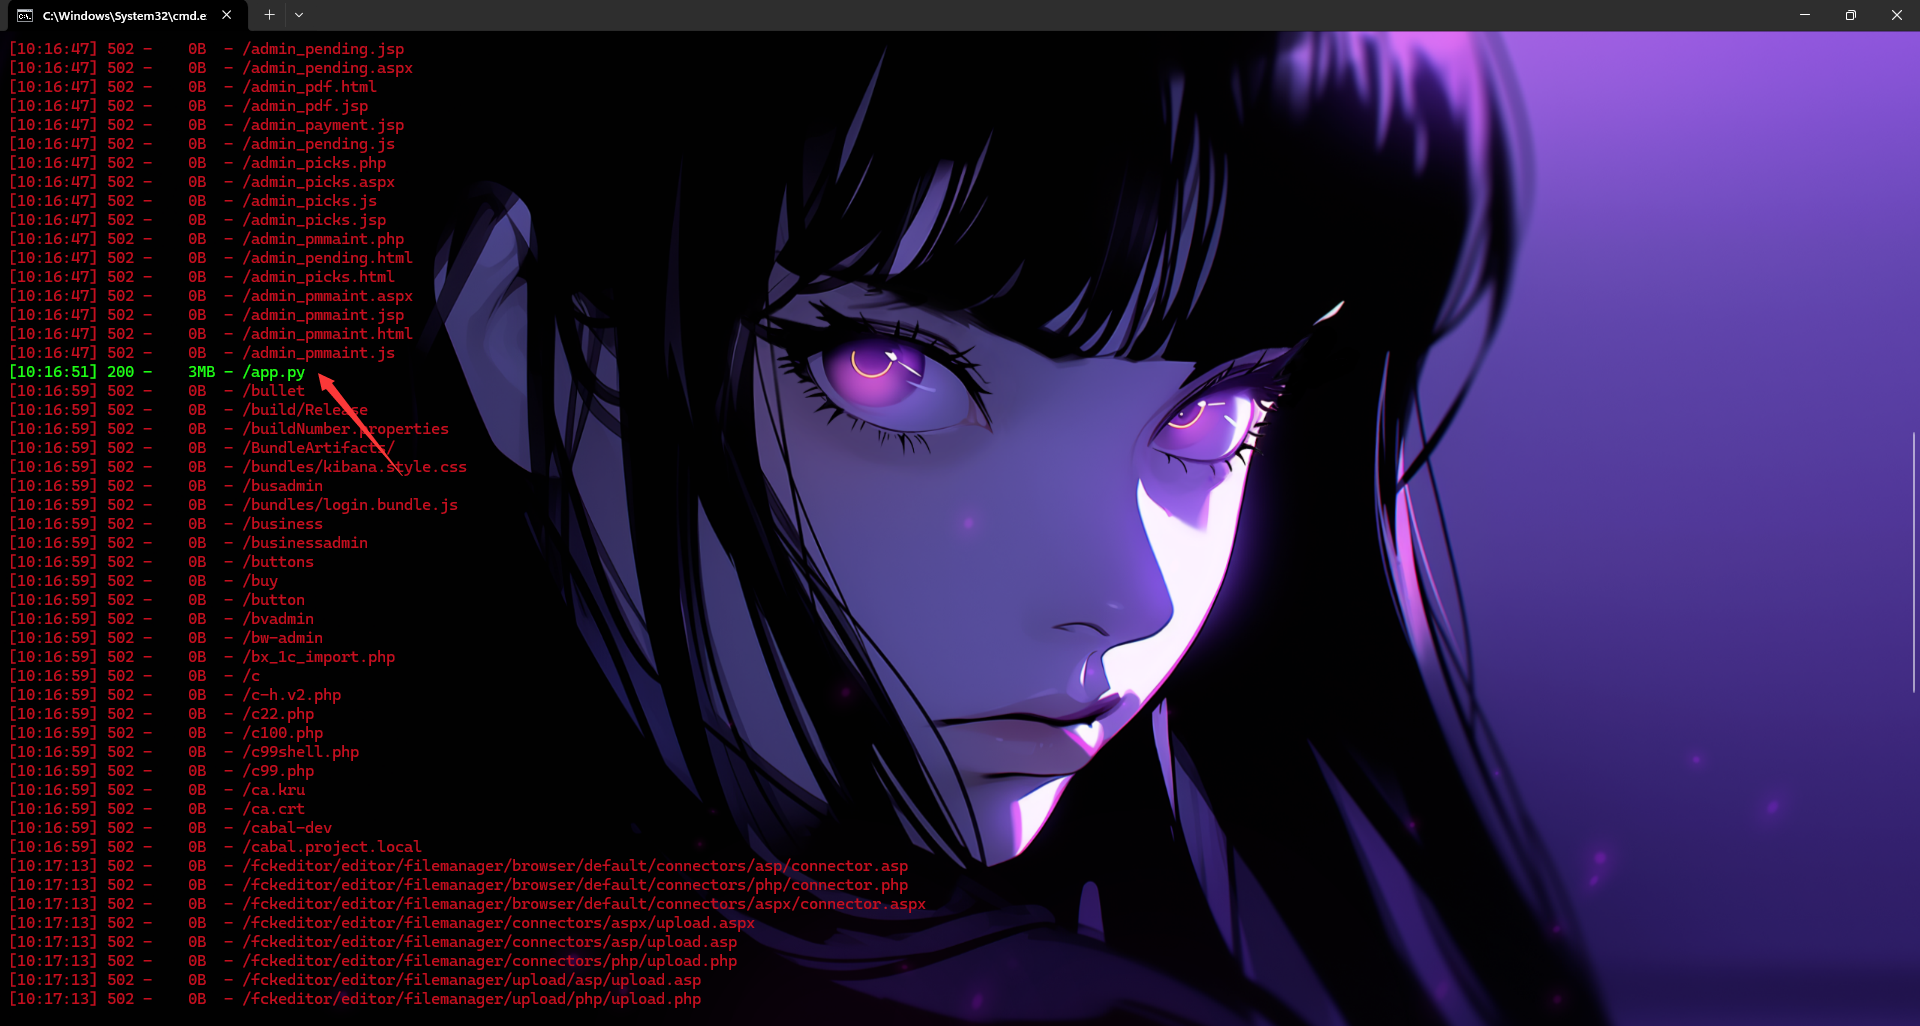 C:\Windows\System32\cmd.e
[10:16:47] 502 -    0B  - /admin_pending.jsp
[10:16:47] 502 -    0B  - /admin_pending.aspx
[10:16:47] 502 -    0B  - /admin_pdf.html
[10:16:47] 502 -    0B  - /admin_pdf.jsp
[10:16:47] 502 -    0B  - /admin_payment.jsp
[10:16:47] 502 -    0B  - /admin_pending.js
[10:16:47] 502 -    0B  - /admin_picks.php
[10:16:47] 502 -    0B  - /admin_picks.aspx
[10:16:47] 502 -    0B  - /admin_picks.js
[10:16:47] 502 -    0B  - /admin_picks.jsp
[10:16:47] 502 -    0B  - /admin_pmmaint.php
[10:16:47] 502 -    0B  - /admin_pending.html
[10:16:47] 502 -    0B  - /admin_picks.html
[10:16:47] 502 -    0B  - /admin_pmmaint.aspx
[10:16:47] 502 -    0B  - /admin_pmmaint.jsp
[10:16:47] 502 -    0B  - /admin_pmmaint.html
[10:16:47] 502 -    0B  - /admin_pmmaint.js
[10:16:51] 200 -    3MB - /app.py
[10:16:59] 502 -    0B  - /bullet
[10:16:59] 502 -    0B  - /build/Release
[10:16:59] 502 -    0B  - /buildNumber.properties
[10:16:59] 502 -    0B  - /BundleArtifacts/
[10:16:59] 502 -    0B  - /bundles/kibana.style.css
[10:16:59] 502 -    0B  - /busadmin
[10:16:59] 502 -    0B  - /bundles/login.bundle.js
[10:16:59] 502 -    0B  - /business
[10:16:59] 502 -    0B  - /businessadmin
[10:16:59] 502 -    0B  - /buttons
[10:16:59] 502 -    0B  - /buy
[10:16:59] 502 -    0B  - /button
[10:16:59] 502 -    0B  - /bvadmin
[10:16:59] 502 -    0B  - /bw-admin
[10:16:59] 502 -    0B  - /bx_1c_import.php
[10:16:59] 502 -    0B  - /c
[10:16:59] 502 -    0B  - /c-h.v2.php
[10:16:59] 502 -    0B  - /c22.php
[10:16:59] 502 -    0B  - /c100.php
[10:16:59] 502 -    0B  - /c99shell.php
[10:16:59] 502 -    0B  - /c99.php
[10:16:59] 502 -    0B  - /ca.kru
[10:16:59] 502 -    0B  - /ca.crt
[10:16:59] 502 -    0B  - /cabal-dev
[10:16:59] 502 -    0B  - /cabal.project.local
[10:17:13] 502 -    0B  - /fckeditor/editor/filemanager/browser/default/connectors/asp/connector.asp
[10:17:13] 502 -    0B  - /fckeditor/editor/filemanager/browser/default/connectors/php/connector.php
[10:17:13] 502 -    0B  - /fckeditor/editor/filemanager/browser/default/connectors/aspx/connector.aspx
[10:17:13] 502 -    0B  - /fckeditor/editor/filemanager/connectors/aspx/upload.aspx
[10:17:13] 502 -    0B  - /fckeditor/editor/filemanager/connectors/asp/upload.asp
[10:17:13] 502 -    0B  - /fckeditor/editor/filemanager/connectors/php/upload.php
[10:17:13] 502 -    0B  - /fckeditor/editor/filemanager/upload/asp/upload.asp
[10:17:13] 502 -    0B  - /fckeditor/editor/filemanager/upload/php/upload.php